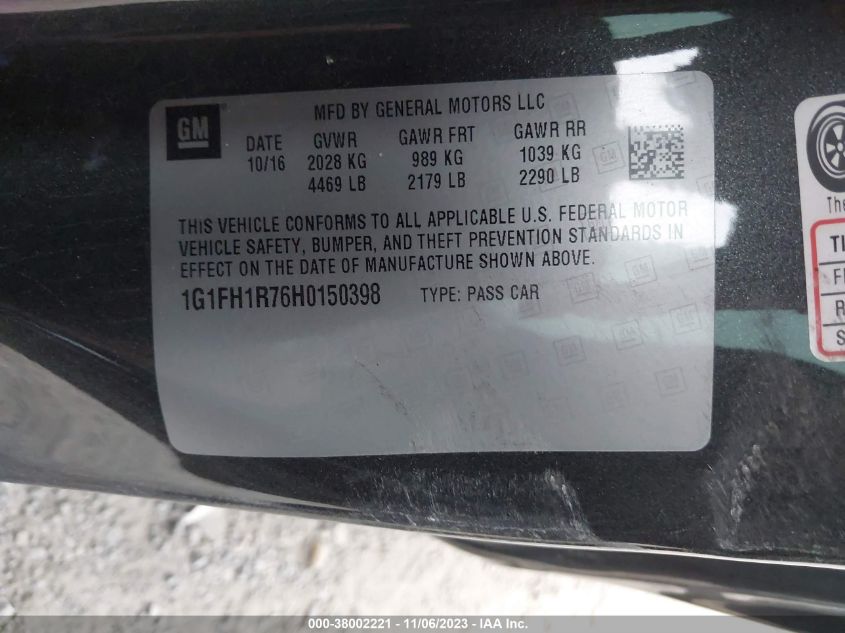 GM
MFD BY GENERAL MOTORS LLC
DATE GVWR GAWR FRT GAWR RR
10/16 2028 KG 989 KG 1039 KG
4469 LB 2179 LB 2290 LB
THIS VEHICLE CONFORMS TO ALL APPLICABLE U.S. FEDERAL MOTOR
VEHICLE SAFETY, BUMPER, AND THEFT PREVENTION STANDARDS IN
EFFECT ON THE DATE OF MANUFACTURE SHOWN ABOVE.
1G1FH1R76H0150398 TYPE: PASS CAR
The
000-38002221 - 11/06/2023 - IAA Inc.